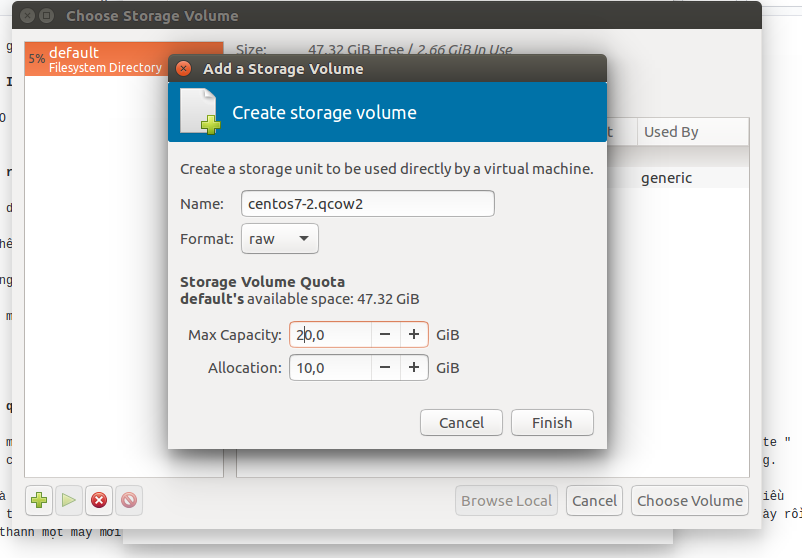 Choose Storage Volume
5% default
Filesystem Directory
Size: 47.32 GiB Free / 2.66 GiB In Use
Used By
generic
Add a Storage Volume
Create storage volume
Create a storage unit to be used directly by a virtual machine.
Name: centos7-2.qcow2
Format: raw
Storage Volume Quota
default's available space: 47.32 GiB
Max Capacity: 20,0 GiB
Allocation: 10,0 GiB
Cancel Finish
Browse Local Cancel Choose Volume
thành một máy mới